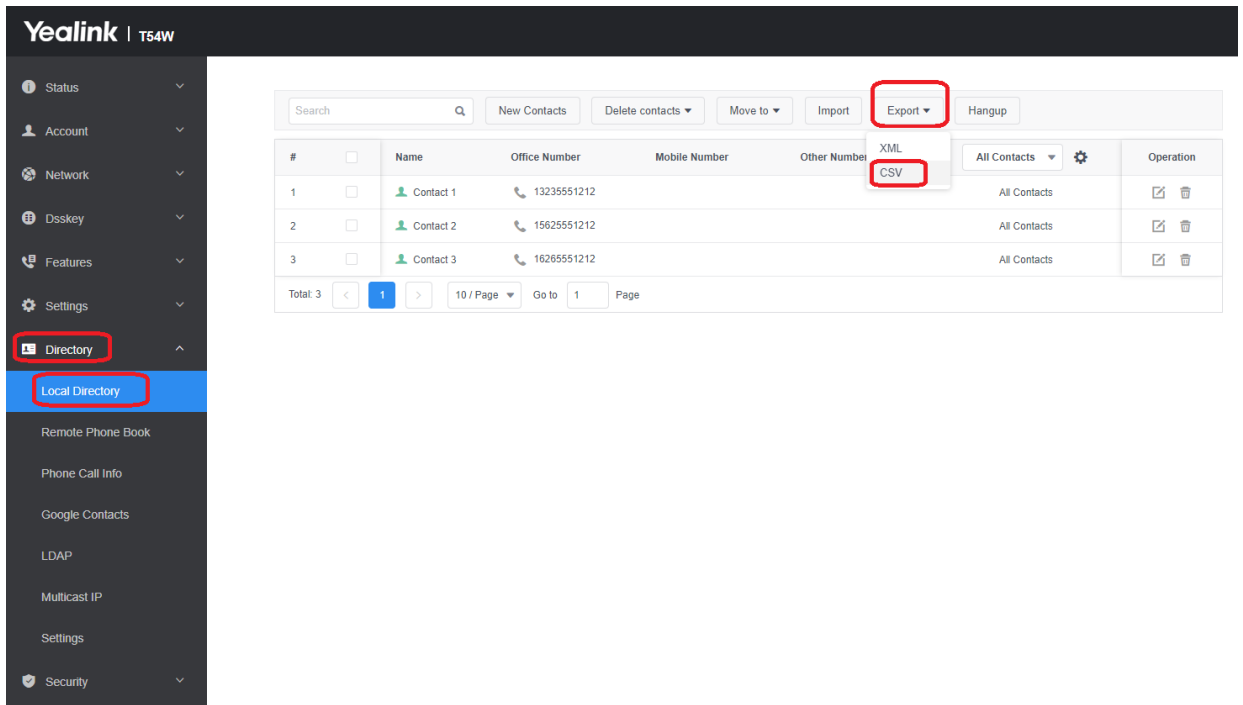 Yealink | T54W
Status
Account
Network
Dsskey
Features
Settings
Directory
Local Directory
Remote Phone Book
Phone Call Info
Google Contacts
LDAP
Multicast IP
Settings
Security
Search New Contacts Delete contacts Move to Import Export Hangup
XML
CSV
# Name Office Number Mobile Number Other Number All Contacts Operation
1 Contact 1 13235551212 All Contacts
2 Contact 2 15625551212 All Contacts
3 Contact 3 16265551212 All Contacts
Total: 3 < 1 > 10 / Page Go to 1 Page